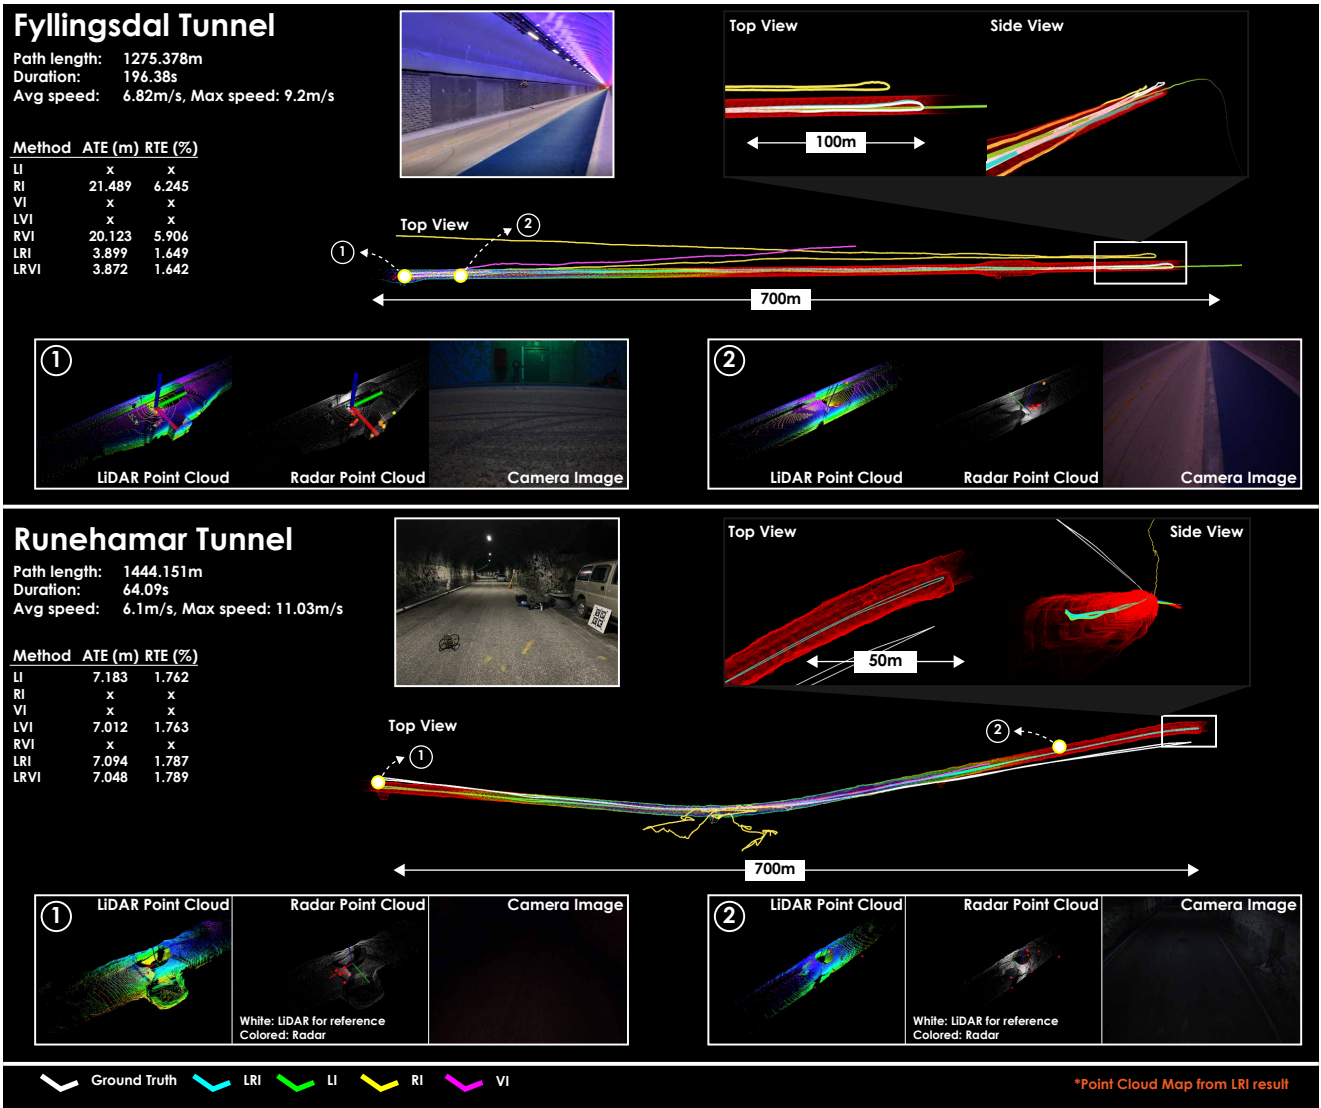 Fyllingsdal Tunnel
Path length: 1275.378m
Duration: 196.38s
Avg speed: 6.82m/s, Max speed: 9.2m/s
Method ATE (m) RTE (%)
LI x x
RI 21.489 6.245
VI x x
LVI x x
RVI 20.123 5.906
LRI 3.899 1.649
LRVI 3.872 1.642
Top View
Side View
100m
Top View
1
2
700m
1
LiDAR Point Cloud
Radar Point Cloud
Camera Image
2
LiDAR Point Cloud
Radar Point Cloud
Camera Image
Runehamar Tunnel
Path length: 1444.151m
Duration: 64.09s
Avg speed: 6.1m/s, Max speed: 11.03m/s
Method ATE (m) RTE (%)
LI 7.183 1.762
RI x x
VI x x
LVI 7.012 1.763
RVI x x
LRI 7.094 1.787
LRVI 7.048 1.789
Top View
Side View
50m
Top View
1
2
700m
1
LiDAR Point Cloud
Radar Point Cloud
Camera Image
White: LiDAR for reference
Colored: Radar
2
LiDAR Point Cloud
Radar Point Cloud
Camera Image
White: LiDAR for reference
Colored: Radar
Ground Truth LRI LI RI VI
*Point Cloud Map from LRI result